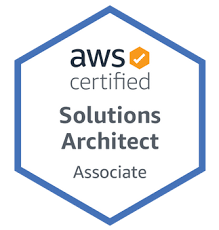 aws
certified
Solutions
Architect
Associate